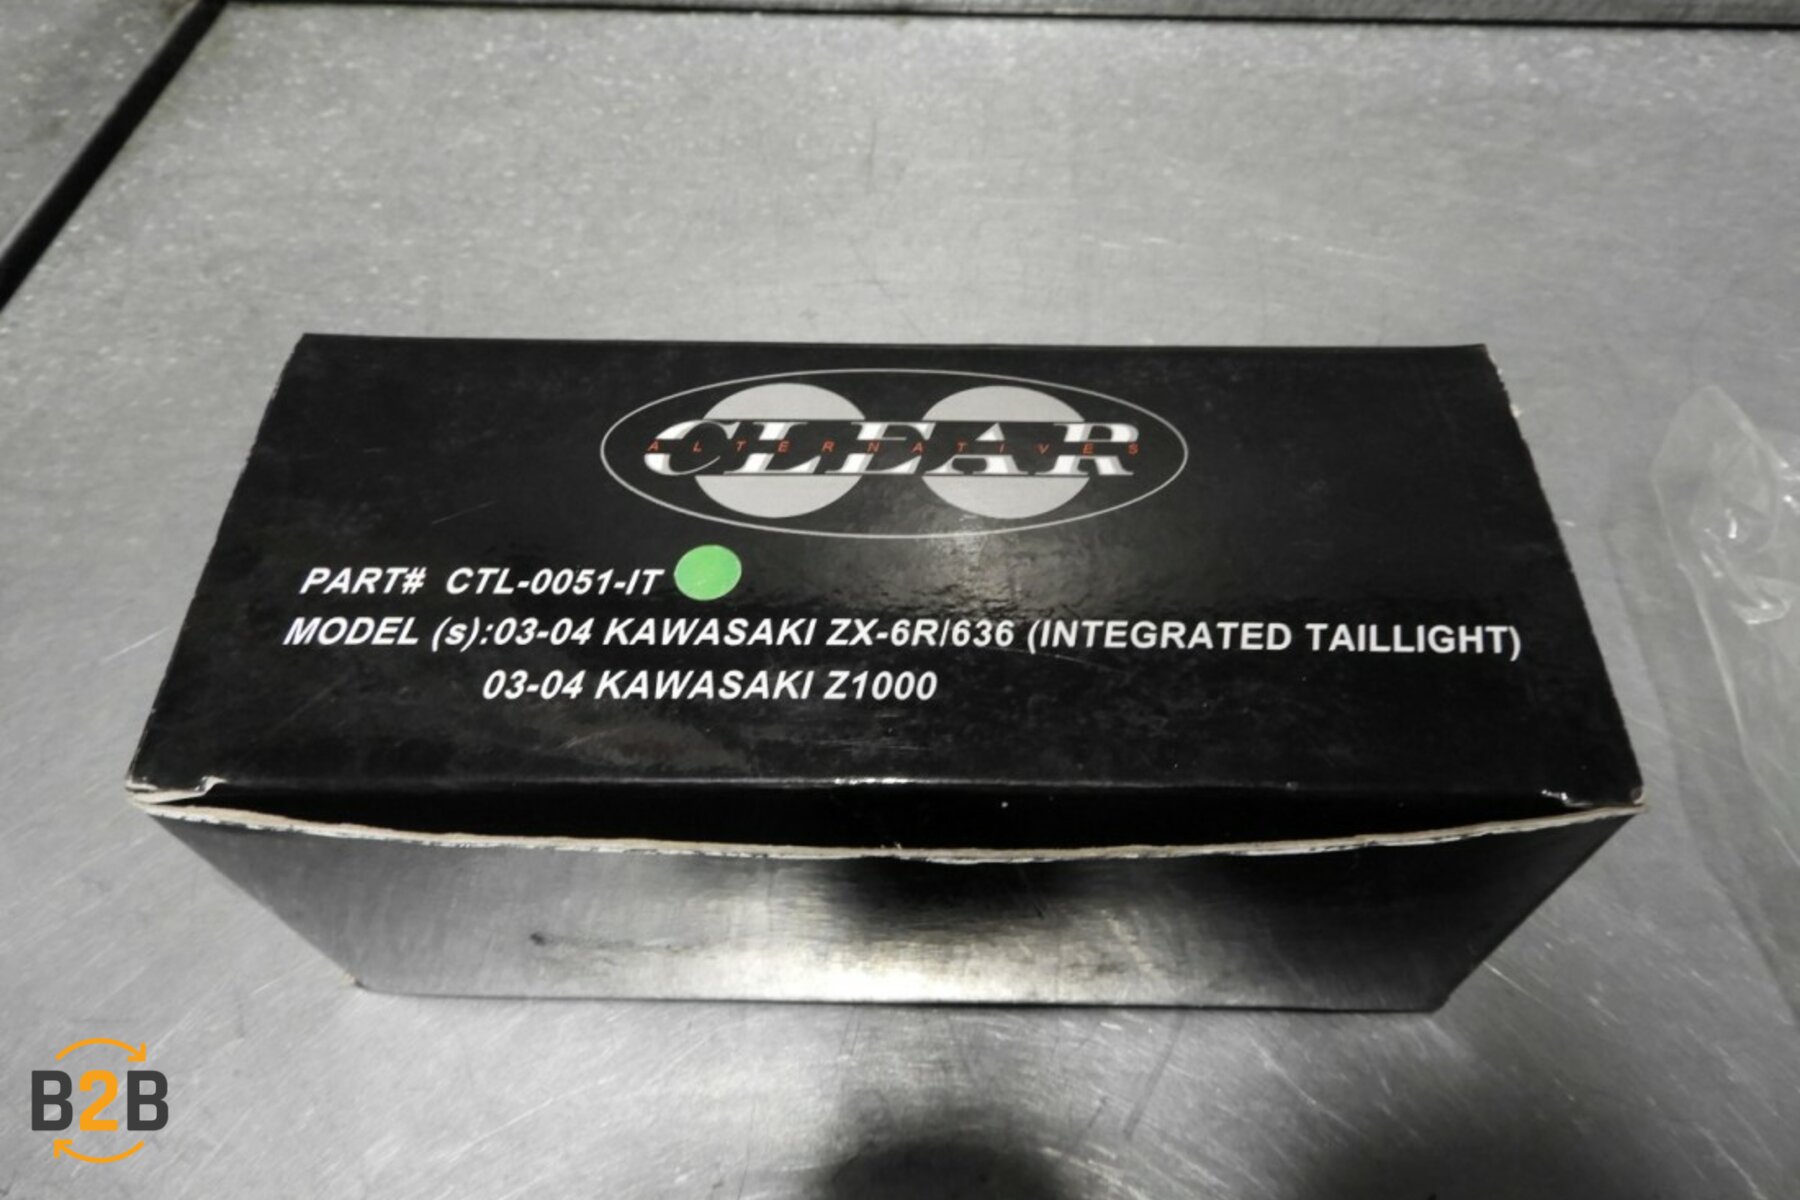 CLEAR
ALTERNATIVES
PART# CTL-0051-IT
MODEL (s):03-04 KAWASAKI ZX-6R/636 (INTEGRATED TAILLIGHT)
03-04 KAWASAKI Z1000
B2B